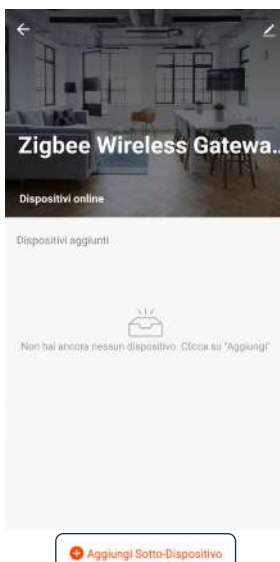 Zigbee Wireless Gatewa..
Dispositivi online
Dispositivi aggiunti
Non hai ancora nessun dispositivo. Clicca su "Aggiungi"
Aggiungi Sotto-Dispositivo